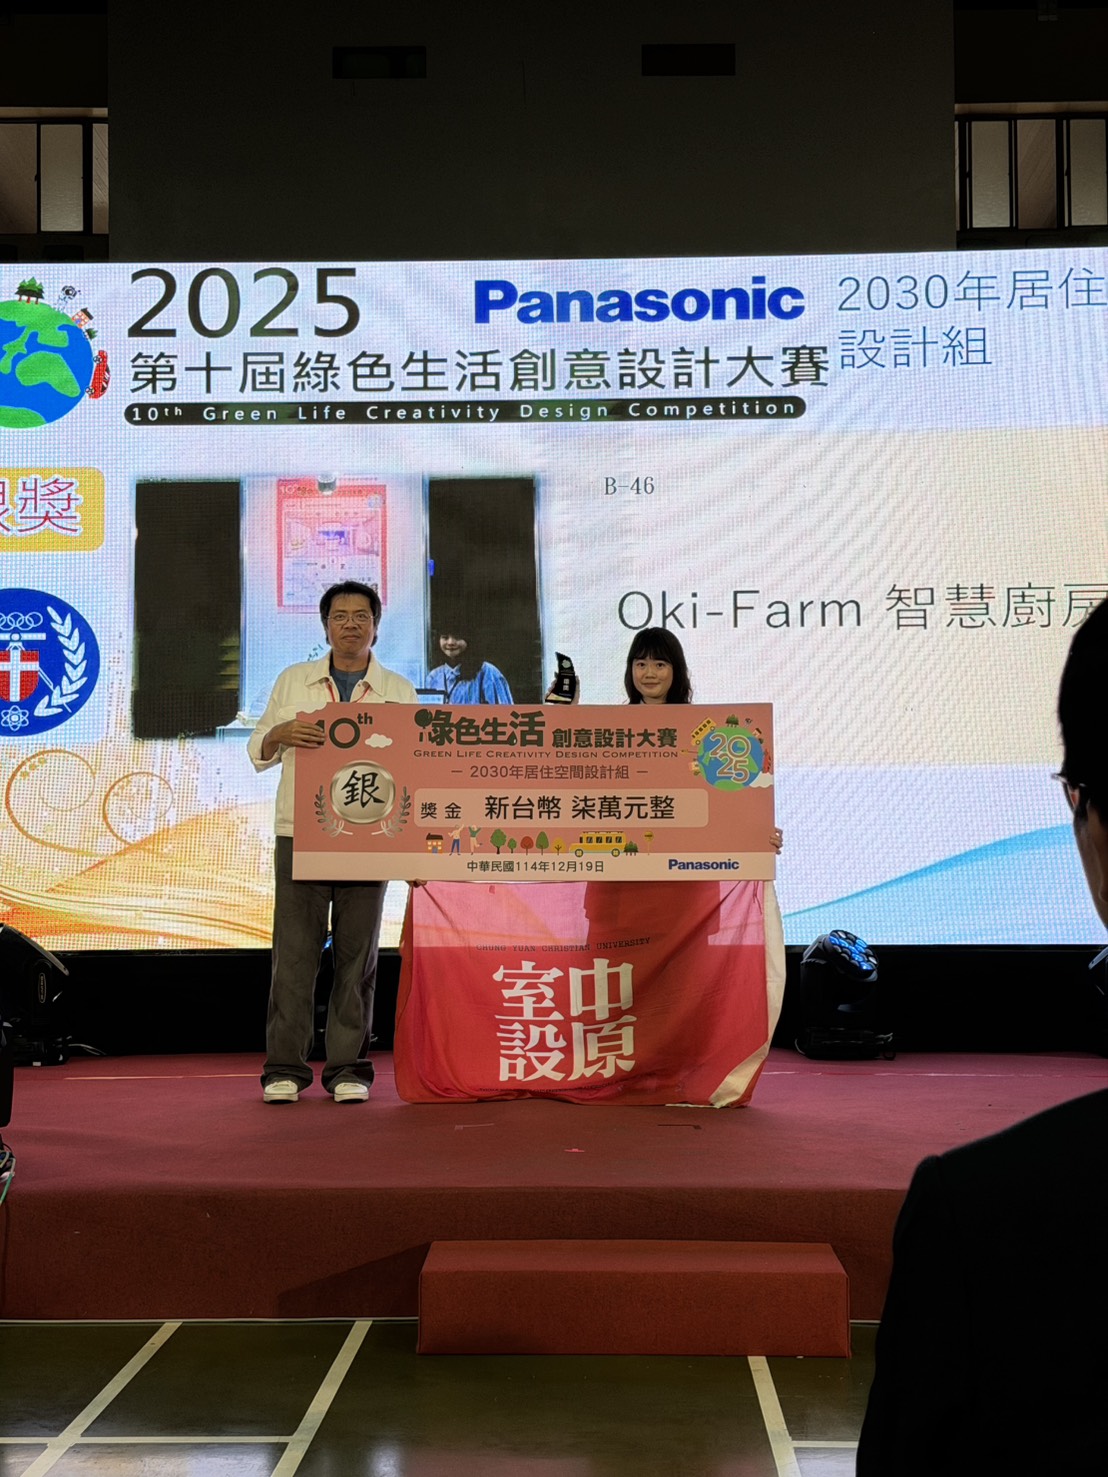 2025
Panasonic
2030年居住
設計組
第十屆綠色生活創意設計大賽
10th Green Life Creativity Design Competition
銀獎
B-46
Oki-Farm 智慧廚房
10th
綠色生活 創意設計大賽
GREEN LIFE CREATIVITY DESIGN COMPETITION
2025
— 2030年居住空間設計組 —
銀
獎金 新台幣 柒萬元整
中華民國114年12月19日
Panasonic
CHUNG YUAN CHRISTIAN UNIVERSITY
中原
室設